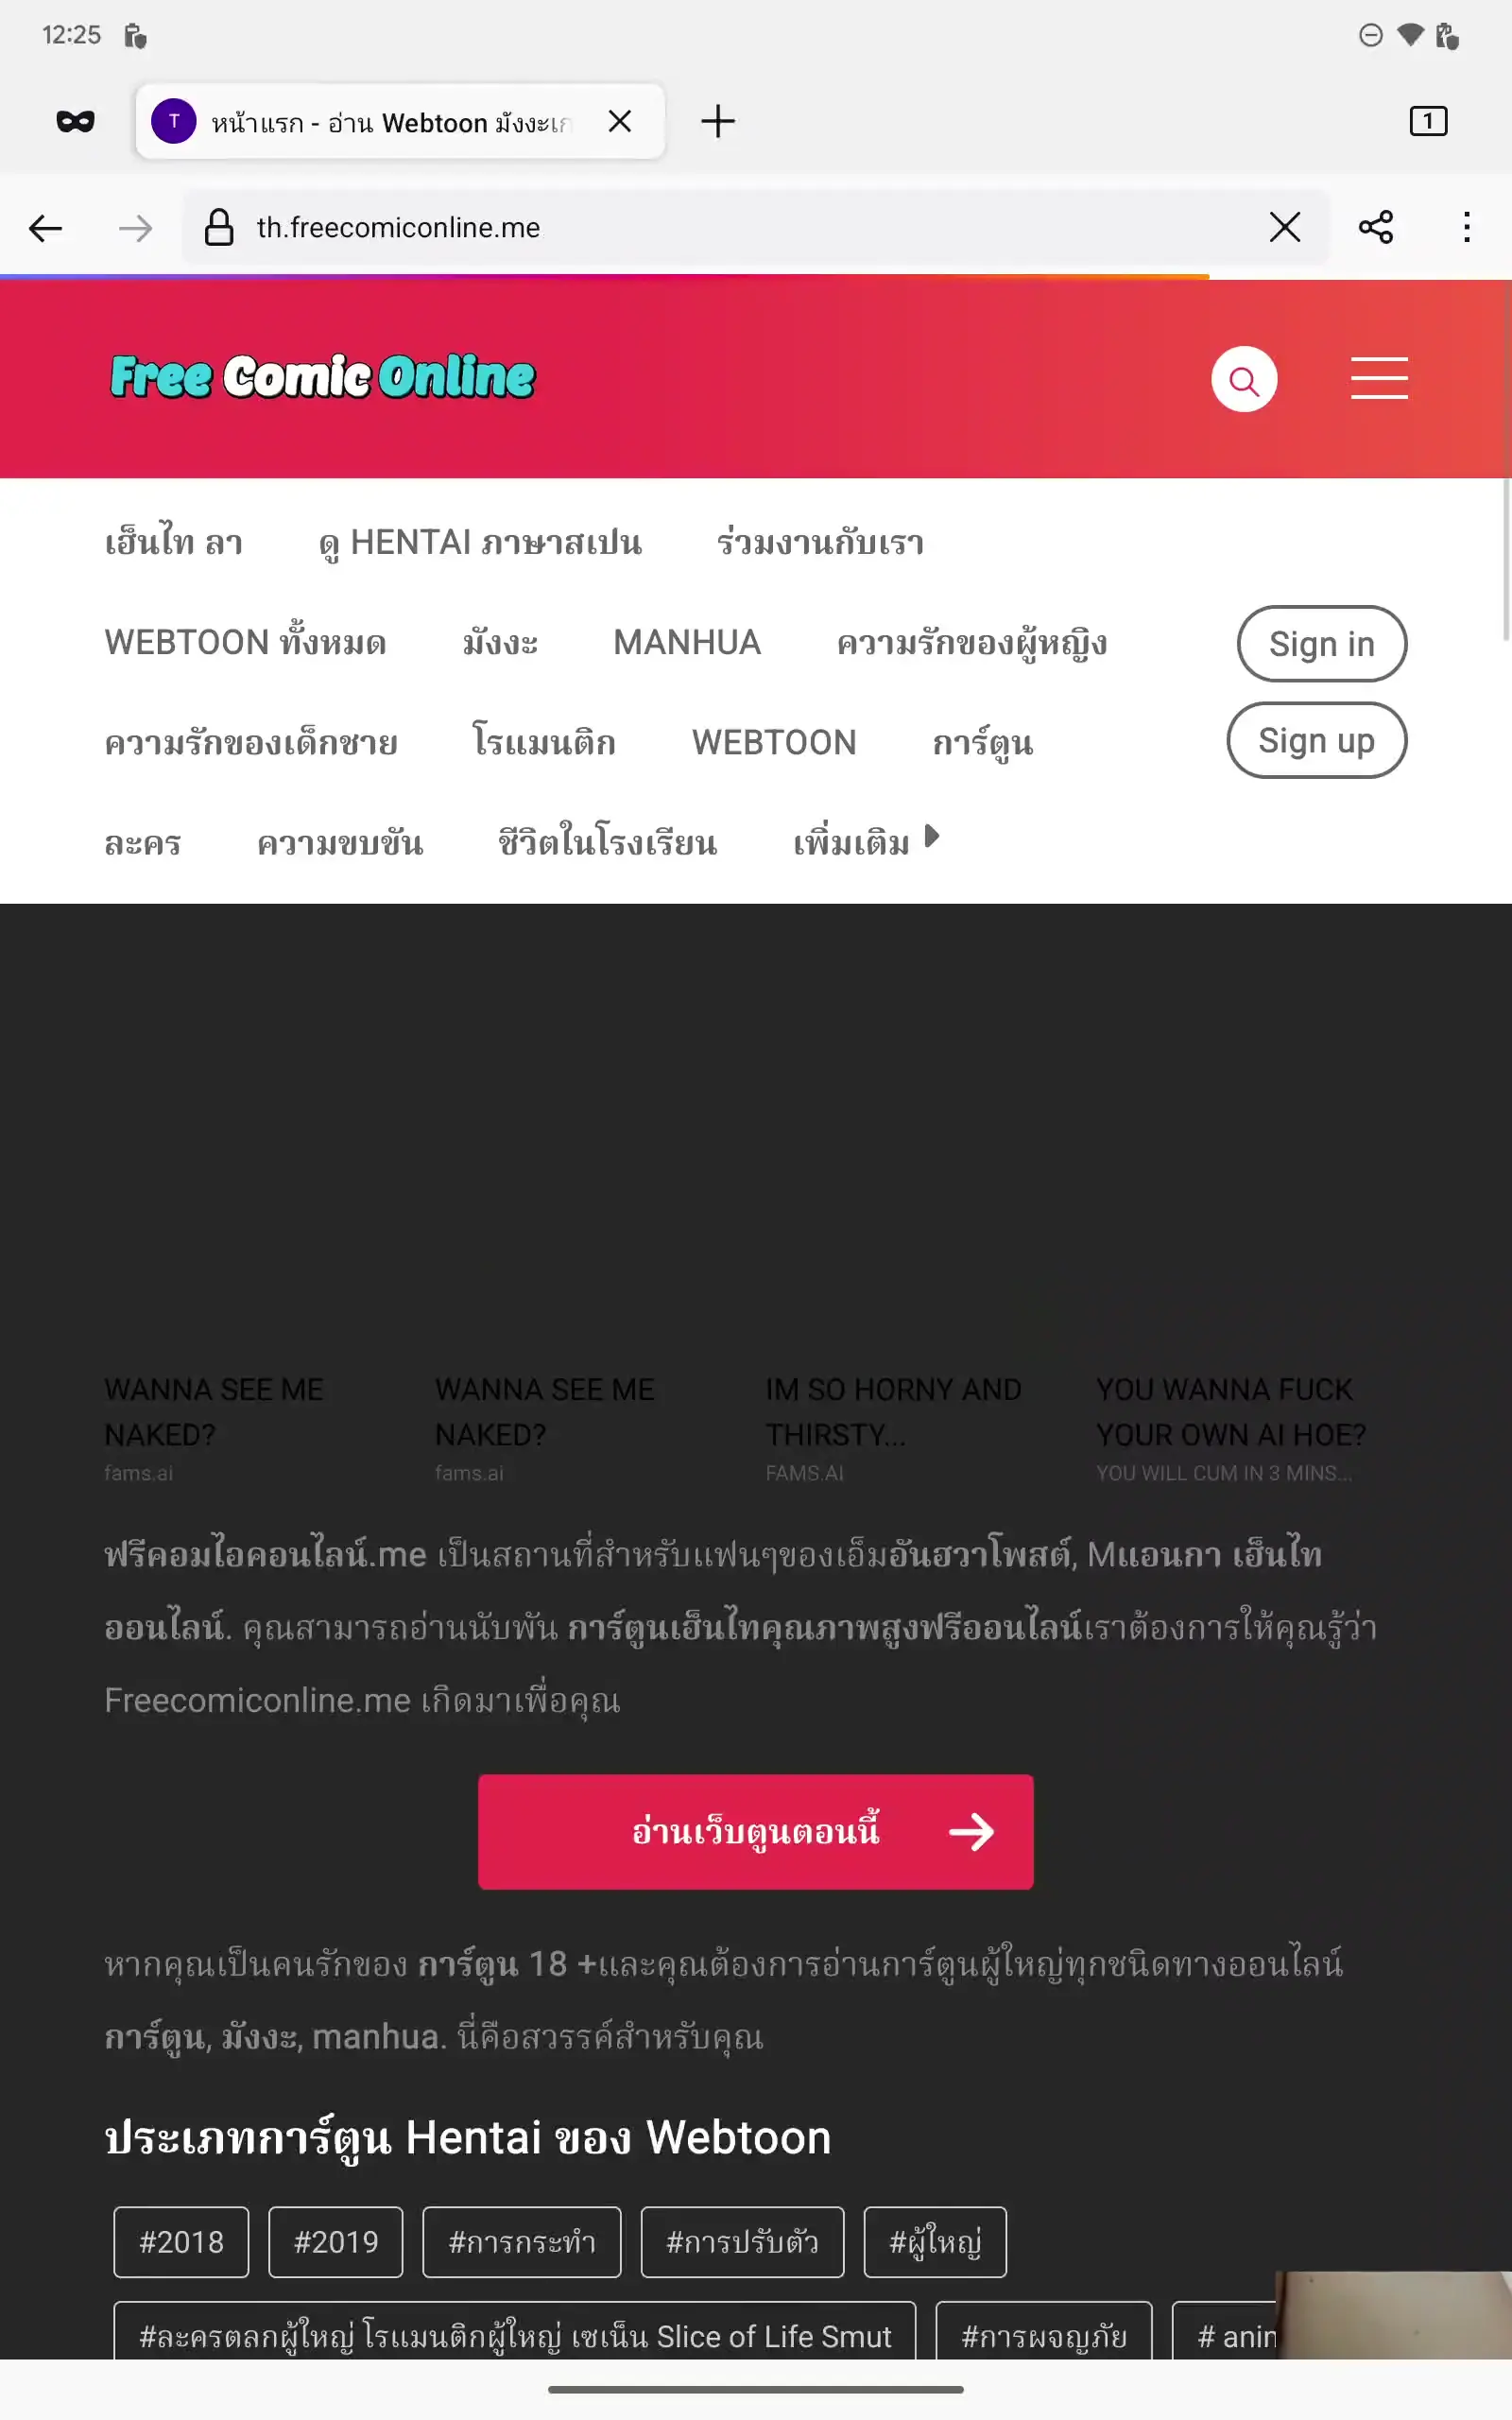 12:25
T หน้าแรก - อ่าน Webtoon มังงะเก
1
th.freecomiconline.me
Free Comic Online
เฮ็นไท ลา ดู HENTAI ภาษาสเปน ร่วมงานกับเรา
WEBTOON ทั้งหมด มังงะ MANHUA ความรักของผู้หญิง
Sign in
ความรักของเด็กชาย โรแมนติก WEBTOON การ์ตูน
Sign up
ละคร ความขบขัน ชีวิตในโรงเรียน เพิ่มเติม
WANNA SEE ME NAKED?
fams.ai
WANNA SEE ME NAKED?
fams.ai
IM SO HORNY AND THIRSTY...
FAMS.AI
YOU WANNA FUCK YOUR OWN AI HOE?
YOU WILL CUM IN 3 MINS...
ฟรีคอมไอคอนไลน์.me เป็นสถานที่สำหรับแฟนๆของเอ็มอันฮวาโพสต์, Mแอนกา เฮ็นไท
ออนไลน์. คุณสามารถอ่านนับพัน การ์ตูนเฮ็นไทคุณภาพสูงฟรีออนไลน์เราต้องการให้คุณรู้ว่า
Freecomiconline.me เกิดมาเพื่อคุณ
อ่านเว็บตูนตอนนี้
หากคุณเป็นคนรักของ การ์ตูน 18 +และคุณต้องการอ่านการ์ตูนผู้ใหญ่ทุกชนิดทางออนไลน์
การ์ตูน, มังงะ, manhua. นี่คือสวรรค์สำหรับคุณ
ประเภทการ์ตูน Hentai ของ Webtoon
#2018 #2019 #การกระทำ #การปรับตัว #ผู้ใหญ่
#ละครตลกผู้ใหญ่ โรแมนติกผู้ใหญ่ เซเน็น Slice of Life Smut #การผจญภัย # anin